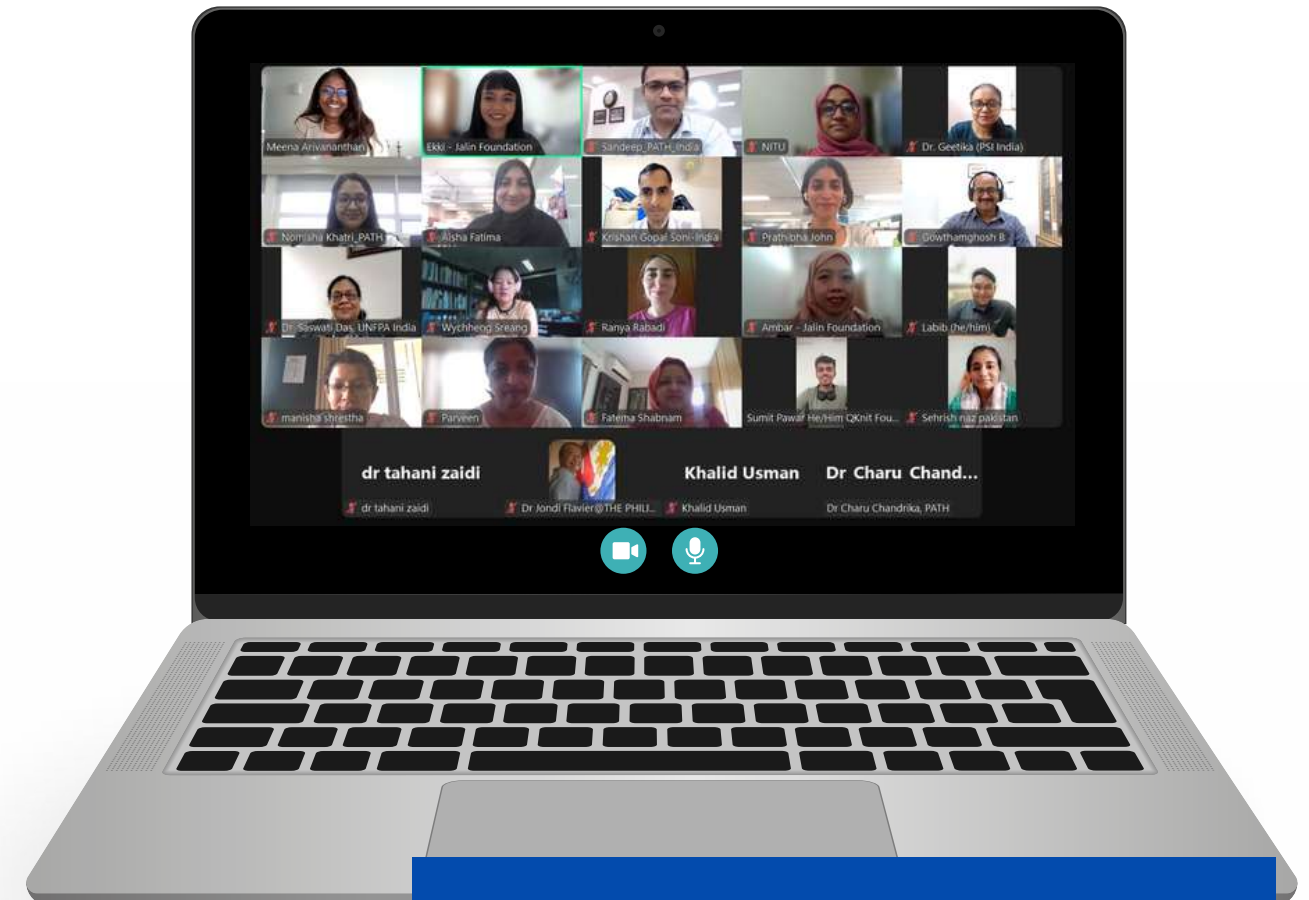 Meena Arivananthan
Ekki - Jalin Foundation
Sandeep_PATH_India
NITU
Dr. Geetika (PSI India)
Nomisha Khatri_PATH
Aisha Fatima
Krishan Gopal Soni-India
Prathibha John
Gowthamghosh B
Dr. Saswati Das, UNFPA India
Wychheng Sreang
Ranya Rabadi
Ambar - Jalin Foundation
Labib (he/him)
manisha shrestha
Parveen
Fatema Shabnam
Sumit Pawar He/Him QKnit Fou...
Sehrish naz pakistan
dr tahani zaidi
Khalid Usman
Dr Charu Chand...
dr tahani zaidi
Dr Jondi Flavier@THE PHILI...
Khalid Usman
Dr Charu Chandrika, PATH